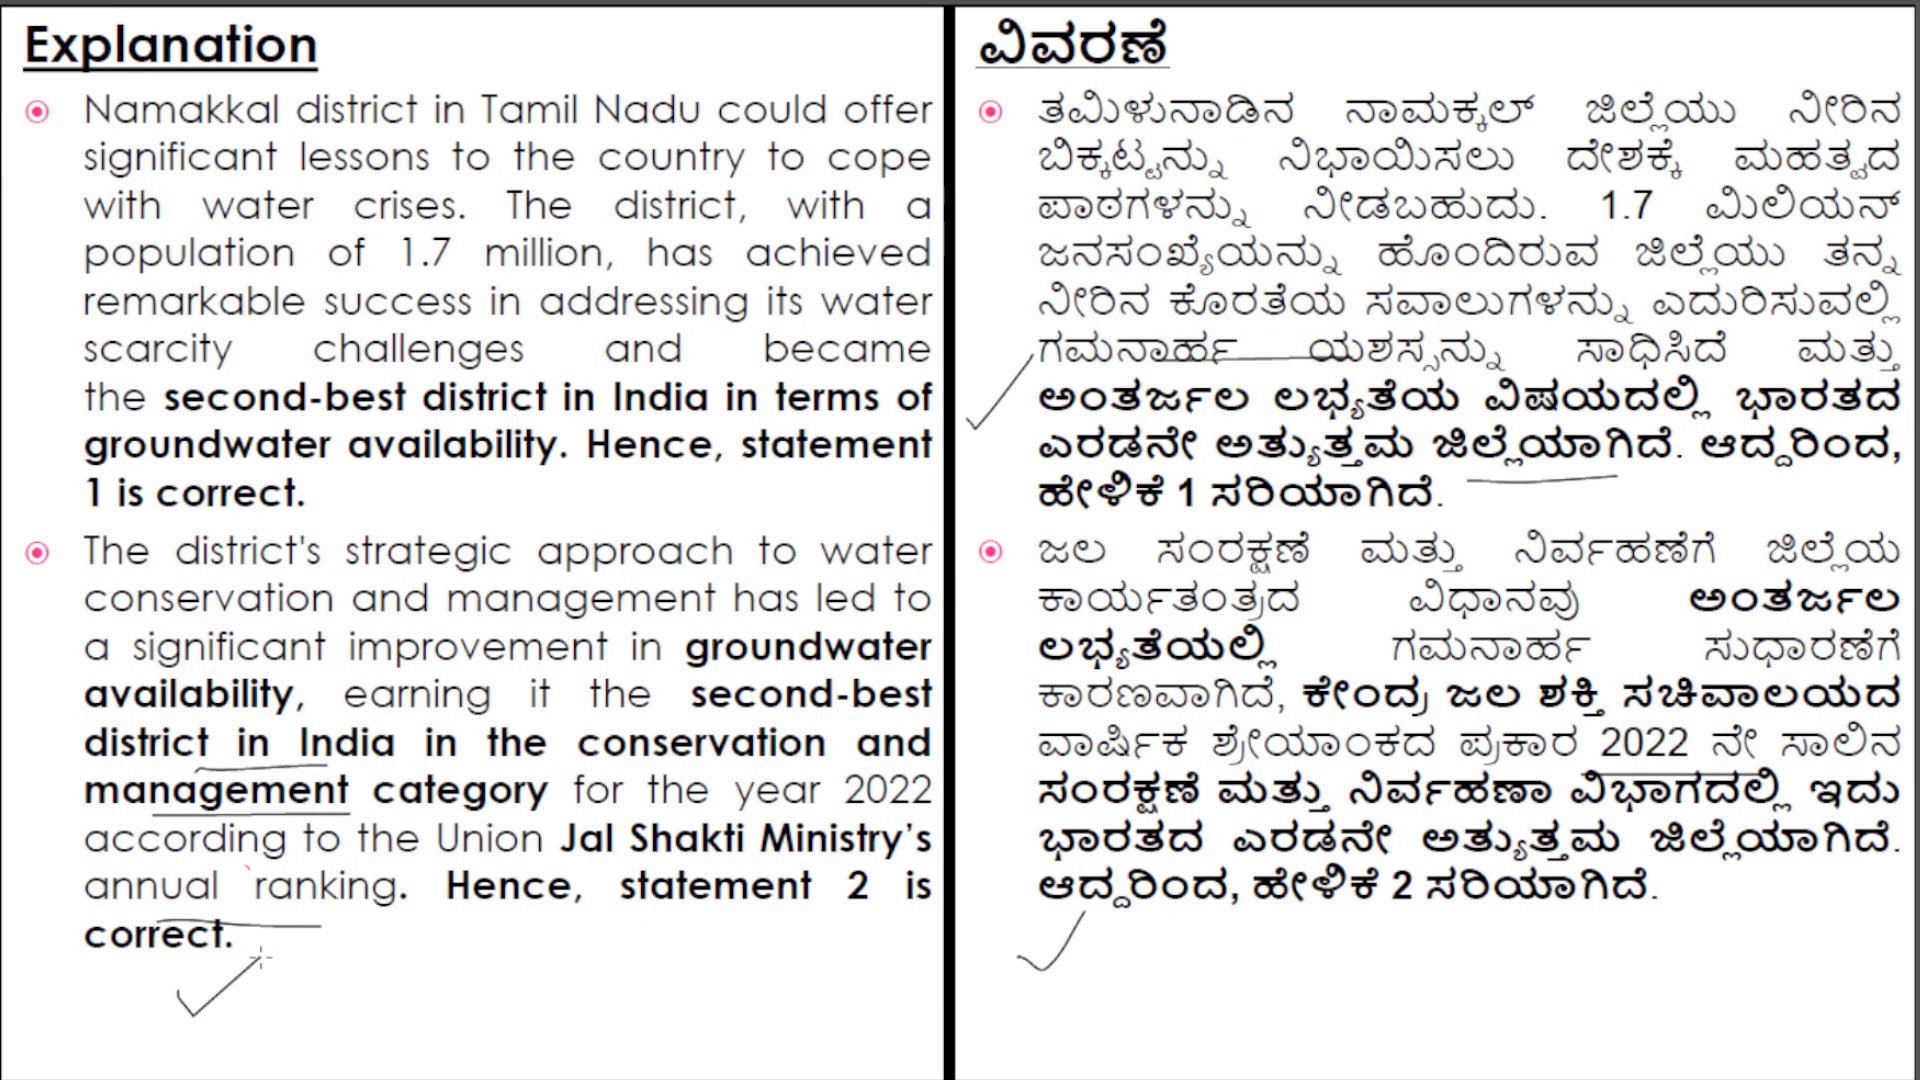 Explanation
Namakkal district in Tamil Nadu could offer
significant lessons to the country to cope
with water crises. The district, with a
population of 1.7 million, has achieved
remarkable success in addressing its water
scarcity challenges and became
the second-best district in India in terms of
groundwater availability. Hence, statement
1 is correct.
The district's strategic approach to water
conservation and management has led to
a significant improvement in groundwater
availability, earning it the second-best
district in India in the conservation and
management category for the year 2022
according to the Union Jal Shakti Ministry's
annual ranking. Hence, statement 2 is
correct.
ವಿವರಣೆ
ತಮಿಳುನಾಡಿನ ನಾಮಕ್ಕಲ್ ಜಿಲ್ಲೆಯು ನೀರಿನ
ಬಿಕ್ಕಟ್ಟನ್ನು ನಿಭಾಯಿಸಲು ದೇಶಕ್ಕೆ ಮಹತ್ವದ
ಪಾಠಗಳನ್ನು ನೀಡಬಹುದು. 1.7 ಮಿಲಿಯನ್
ಜನಸಂಖ್ಯೆಯನ್ನು ಹೊಂದಿರುವ ಜಿಲ್ಲೆಯು ತನ್ನ
ನೀರಿನ ಕೊರತೆಯ ಸವಾಲುಗಳನ್ನು ಎದುರಿಸುವಲ್ಲಿ
ಗಮನಾರ್ಹ ಯಶಸ್ಸನ್ನು ಸಾಧಿಸಿದೆ ಮತ್ತು
ಅಂತರ್ಜಲ ಲಭ್ಯತೆಯ ವಿಷಯದಲ್ಲಿ ಭಾರತದ
ಎರಡನೇ ಅತ್ಯುತ್ತಮ ಜಿಲ್ಲೆಯಾಗಿದೆ. ಆದ್ದರಿಂದ,
ಹೇಳಿಕೆ 1 ಸರಿಯಾಗಿದೆ.
ಜಲ ಸಂರಕ್ಷಣೆ ಮತ್ತು ನಿರ್ವಹಣೆಗೆ ಜಿಲ್ಲೆಯ
ಕಾರ್ಯತಂತ್ರದ ವಿಧಾನವು ಅಂತರ್ಜಲ
ಲಭ್ಯತೆಯಲ್ಲಿ ಗಮನಾರ್ಹ ಸುಧಾರಣೆಗೆ
ಕಾರಣವಾಗಿದೆ, ಕೇಂದ್ರ ಜಲ ಶಕ್ತಿ ಸಚಿವಾಲಯದ
ವಾರ್ಷಿಕ ಶ್ರೇಯಾಂಕದ ಪ್ರಕಾರ 2022 ನೇ ಸಾಲಿನ
ಸಂರಕ್ಷಣೆ ಮತ್ತು ನಿರ್ವಹಣಾ ವಿಭಾಗದಲ್ಲಿ ಇದು
ಭಾರತದ ಎರಡನೇ ಅತ್ಯುತ್ತಮ ಜಿಲ್ಲೆಯಾಗಿದೆ.
ಆದ್ದರಿಂದ, ಹೇಳಿಕೆ 2 ಸರಿಯಾಗಿದೆ.